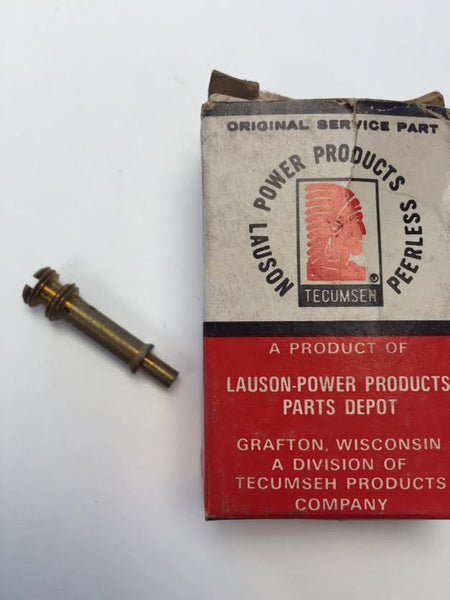 ORIGINAL SERVICE PART
LAUSON POWER PRODUCTS PEERLESS
®
TECUMSEH
A PRODUCT OF
LAUSON-POWER PRODUCTS
PARTS DEPOT
GRAFTON, WISCONSIN
A DIVISION OF
TECUMSEH PRODUCTS
COMPANY